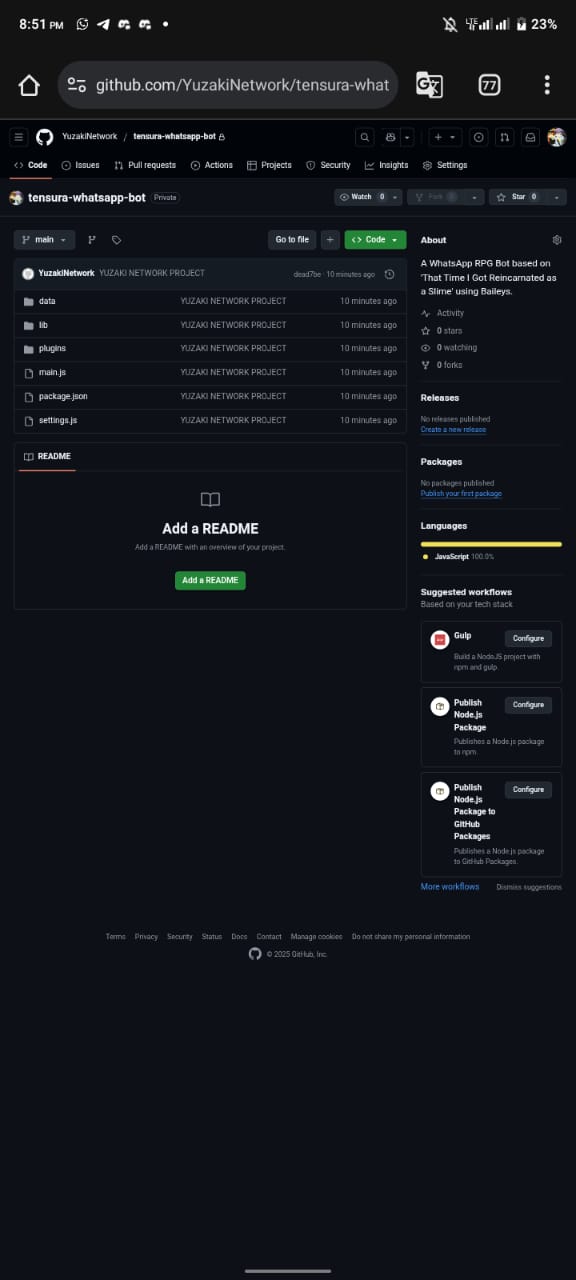 8:51 PM
LTE
23%
github.com/YuzakiNetwork/tensura-what
77
YuzakiNetwork / tensura-whatsapp-bot
Code
Issues
Pull requests
Actions
Projects
Security
Insights
Settings
tensura-whatsapp-bot
Private
Watch 0
Fork 0
Star 0
main
Go to file
Code
YuzakiNetwork YUZAKI NETWORK PROJECT
dead7be · 10 minutes ago
data YUZAKI NETWORK PROJECT 10 minutes ago
lib YUZAKI NETWORK PROJECT 10 minutes ago
plugins YUZAKI NETWORK PROJECT 10 minutes ago
main.js YUZAKI NETWORK PROJECT 10 minutes ago
package.json YUZAKI NETWORK PROJECT 10 minutes ago
settings.js YUZAKI NETWORK PROJECT 10 minutes ago
README
Add a README
Add a README with an overview of your project.
Add a README
About
A WhatsApp RPG Bot based on
'That Time I Got Reincarnated as
a Slime' using Baileys.
Activity
0 stars
0 watching
0 forks
Releases
No releases published
Create a new release
Packages
No packages published
Publish your first package
Languages
JavaScript 100.0%
Suggested workflows
Based on your tech stack
Gulp
Configure
Build a NodeJS project with
npm and gulp.
Publish
Node.js
Package
Configure
Publishes a Node.js package
to npm.
Publish
Node.js
Package to
GitHub
Packages
Configure
Publishes a Node.js package
to GitHub Packages.
More workflows
Dismiss suggestions
Terms Privacy Security Status Docs Contact Manage cookies Do not share my personal information
© 2025 GitHub, Inc.